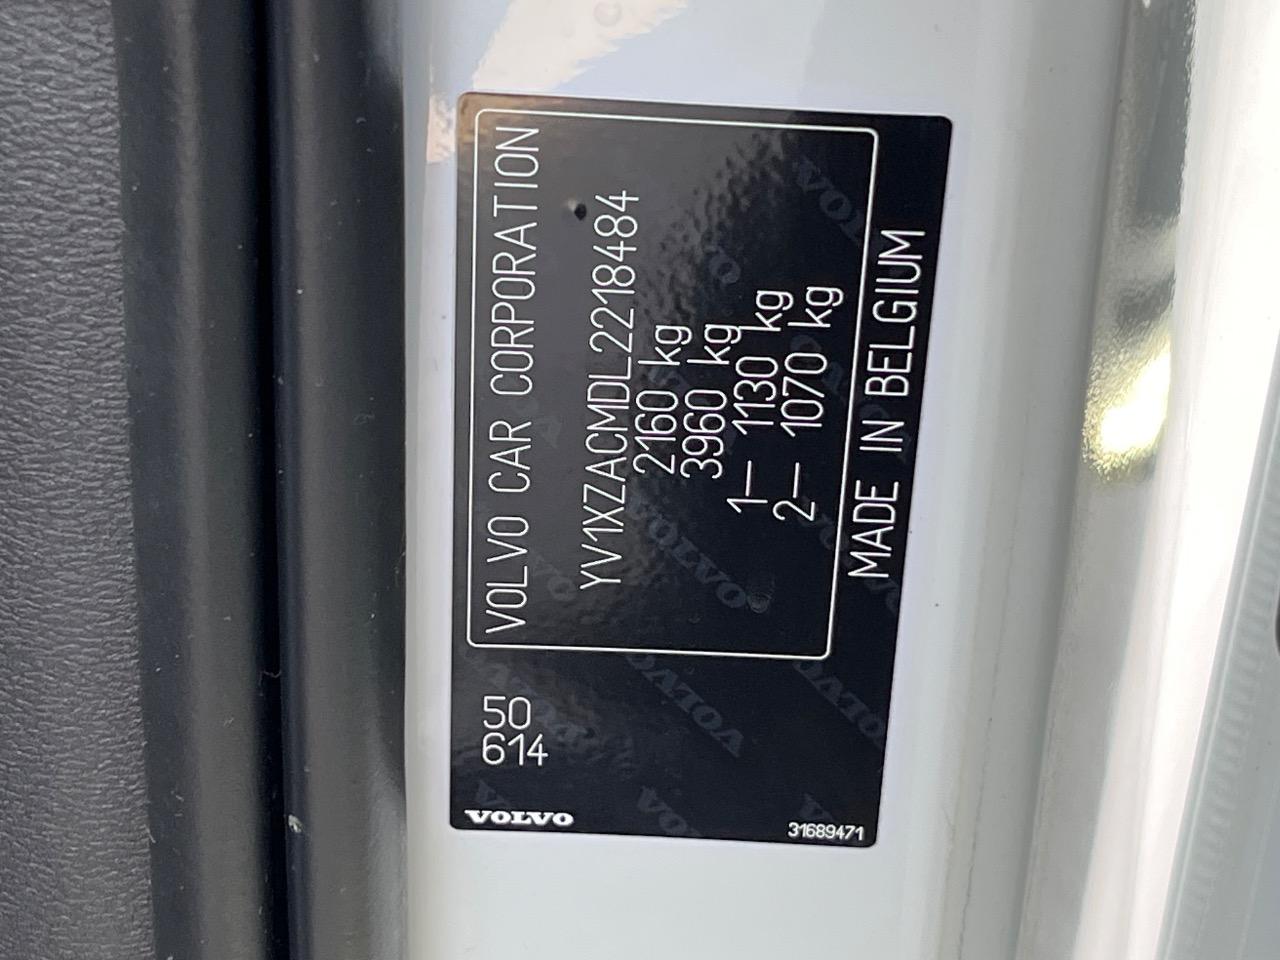 VOLVO CAR CORPORATION
YV1XZACMDL2218484
2160 kg
3960 kg
1– 1130 kg
2– 1070 kg
MADE IN BELGIUM
50
614
VOLVO
31689471